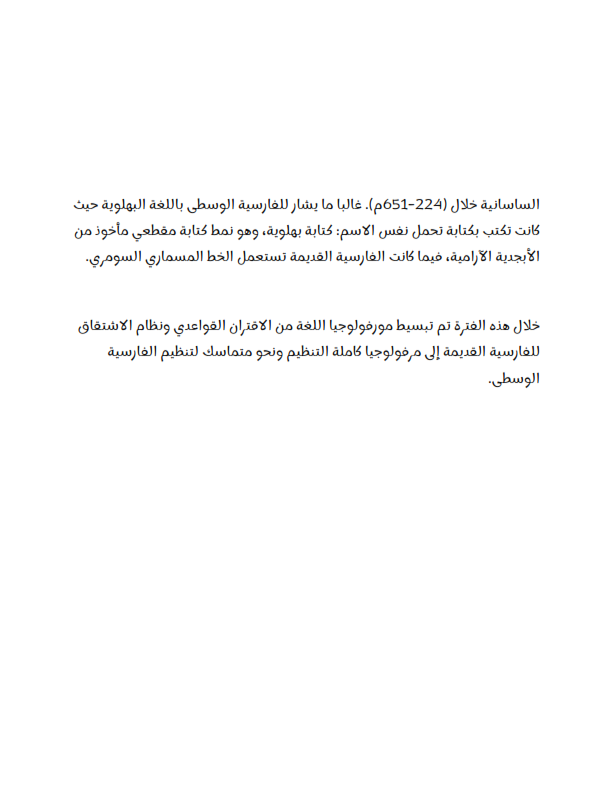 الساسانية خلال (224-651م). غالبا ما يشار للفارسية الوسطى باللغة البهلوية حيث
كانت تكتب بكتابة تحمل نفس الاسم: كتابة بهلوية، وهو نمط كتابة مقطعي مأخوذ من
الأبجدية الآرامية، فيما كانت الفارسية القديمة تستعمل الخط المسماري السومري.
خلال هذه الفترة تم تبسيط مورفولوجيا اللغة من الاقتران القواعدي ونظام الاشتقاق
للفارسية القديمة إلى مرفولوجيا كاملة التنظيم ونحو متماسك لتنظيم الفارسية
الوسطى.